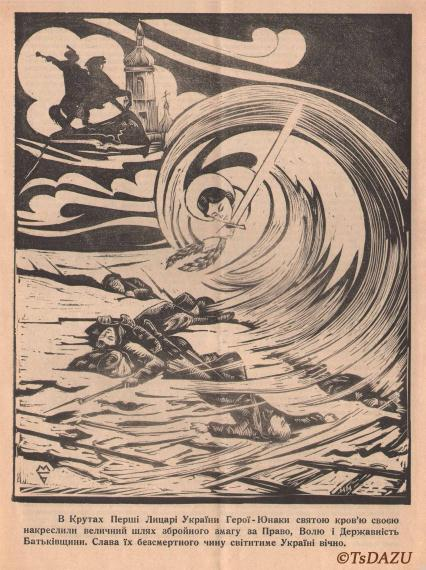 В Крутах Перші Лицарі України Герої-Юнаки святою кров'ю своєю
накреслили величний шлях збройного змагу за Право, Волю і Державність
Батьківщини. Слава їх безсмертного чину світитиме Україні вічно.
©TsDAZU